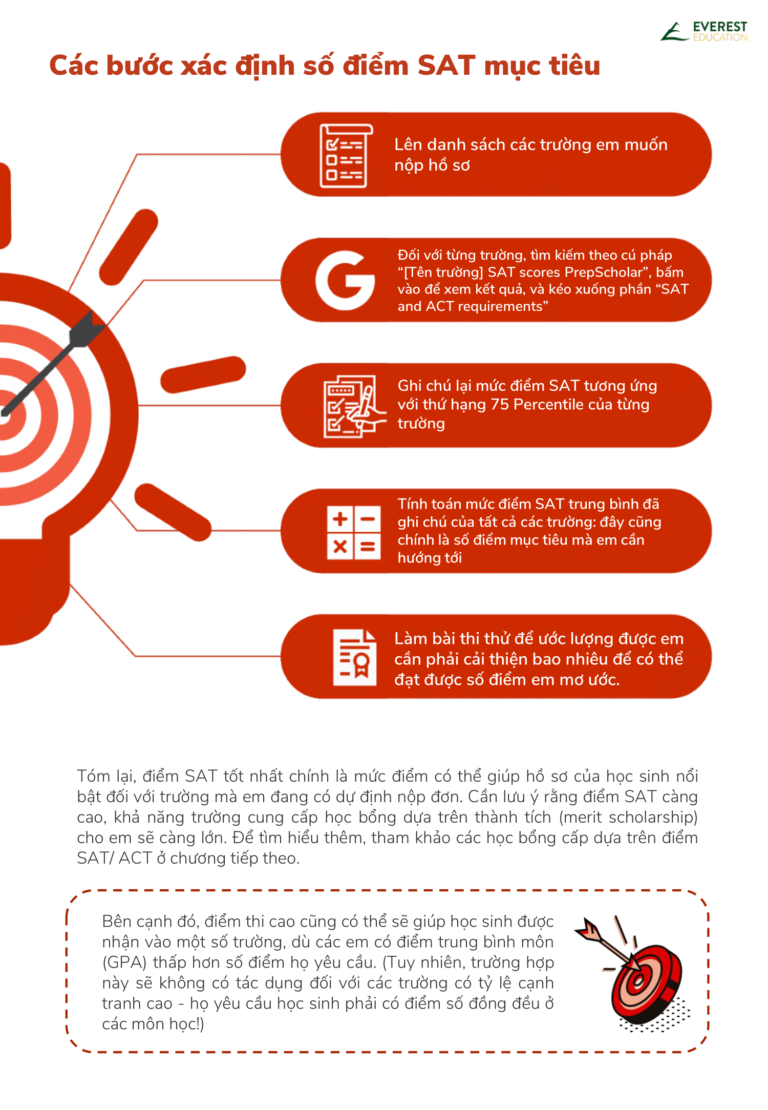 EVEREST
EDUCATION
Các bước xác định số điểm SAT mục tiêu
Lên danh sách các trường em muốn
nộp hồ sơ
Đối với từng trường, tìm kiếm theo cú pháp
“[Tên trường] SAT scores PrepScholar”, bấm
vào để xem kết quả, và kéo xuống phần “SAT
and ACT requirements”
Ghi chú lại mức điểm SAT tương ứng
với thứ hạng 75 Percentile của từng
trường
Tính toán mức điểm SAT trung bình đã
ghi chú của tất cả các trường: đây cũng
chính là số điểm mục tiêu mà em cần
hướng tới
Làm bài thi thử để ước lượng được em
cần phải cải thiện bao nhiêu để có thể
đạt được số điểm em mơ ước.
Tóm lại, điểm SAT tốt nhất chính là mức điểm có thể giúp hồ sơ của học sinh nổi
bật đối với trường mà em đang có dự định nộp đơn. Cần lưu ý rằng điểm SAT càng
cao, khả năng trường cung cấp học bổng dựa trên thành tích (merit scholarship)
cho em sẽ càng lớn. Để tìm hiểu thêm, tham khảo các học bổng cấp dựa trên điểm
SAT/ ACT ở chương tiếp theo.
Bên cạnh đó, điểm thi cao cũng có thể sẽ giúp học sinh được
nhận vào một số trường, dù các em có điểm trung bình môn
(GPA) thấp hơn số điểm họ yêu cầu. (Tuy nhiên, trường hợp
này sẽ không có tác dụng đối với các trường có tỷ lệ cạnh
tranh cao - họ yêu cầu học sinh phải có điểm số đồng đều ở
các môn học!)